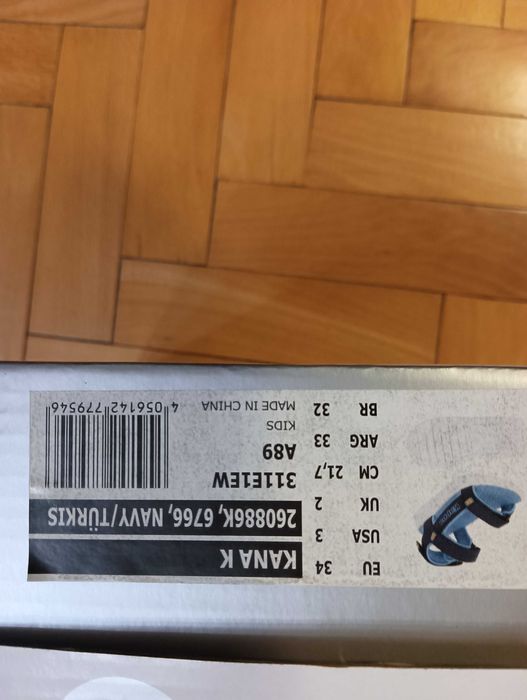 EU 34
USA 3
UK 2
CM 21,7
ARG 33
BR 32
KANA K
260886K, 6766, NAVY/TÜRKIS
311E1EW
A89
KIDS
MADE IN CHINA
4 056142 779546